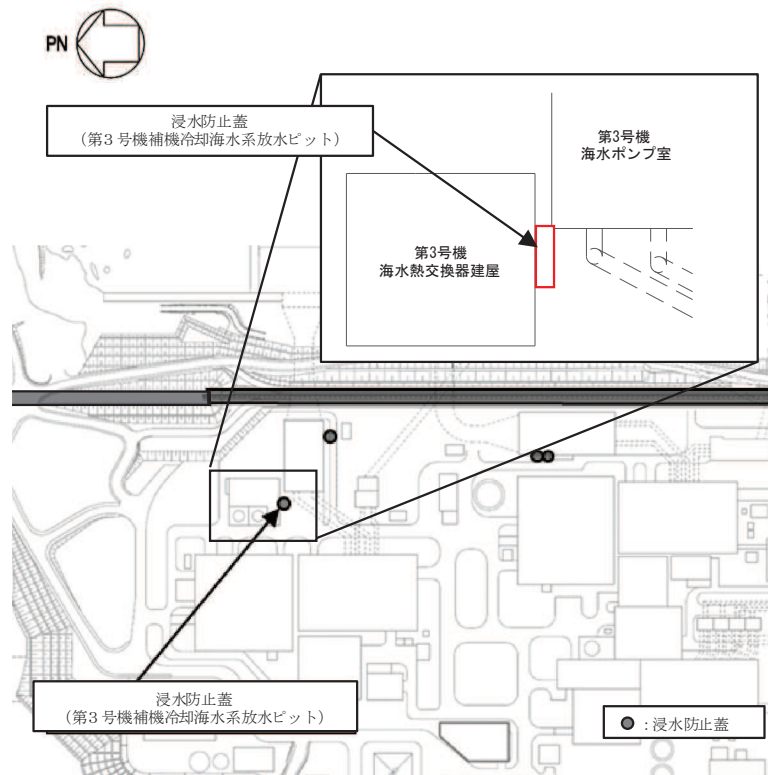 PN
浸水防止蓋
（第３号機補機冷却海水系放水ピット）
第3号機
海水ポンプ室
第3号機
海水熱交換器建屋
浸水防止蓋
（第３号機補機冷却海水系放水ピット）
：浸水防止蓋